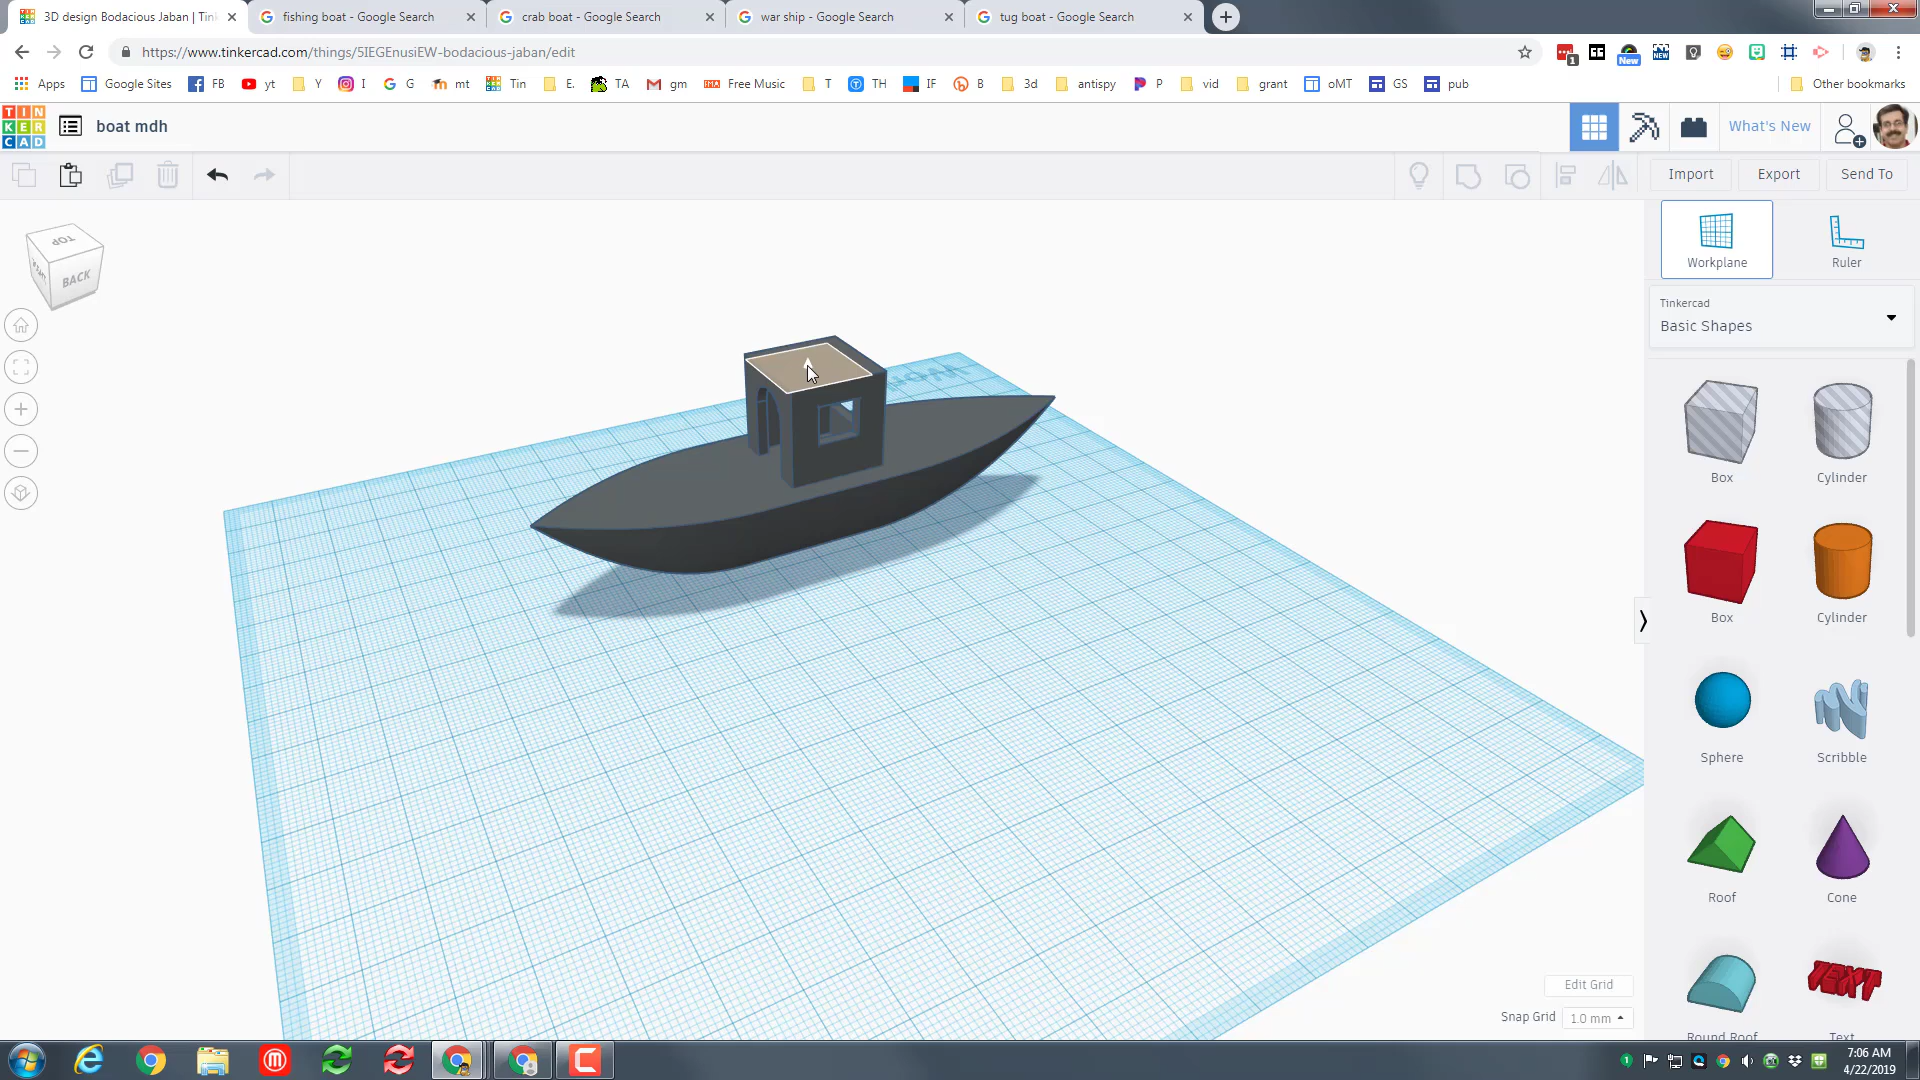 3D design Bodacious Jaban | Tin
fishing boat - Google Search
crab boat - Google Search
war ship - Google Search
tug boat - Google Search
https://www.tinkercad.com/things/5IEGEnusiEW-bodacious-jaban/edit
1
New
NEW
Apps
Google Sites
FB
yt
Y
I
G
mt
Tin
E.
TA
gm
Free Music
T
TH
IF
B
3d
antispy
P
vid
grant
oMT
GS
pub
Other bookmarks
TIN
KER
CAD
boat mdh
What's New
Import
Export
Send To
TOP
BACK
Workplane
Ruler
Tinkercad
Basic Shapes
Box
Cylinder
Box
Cylinder
Sphere
Scribble
Roof
Cone
TEXT
Round Roof
Text
Edit Grid
Snap Grid
1.0 mm
7:06 AM
4/22/2019